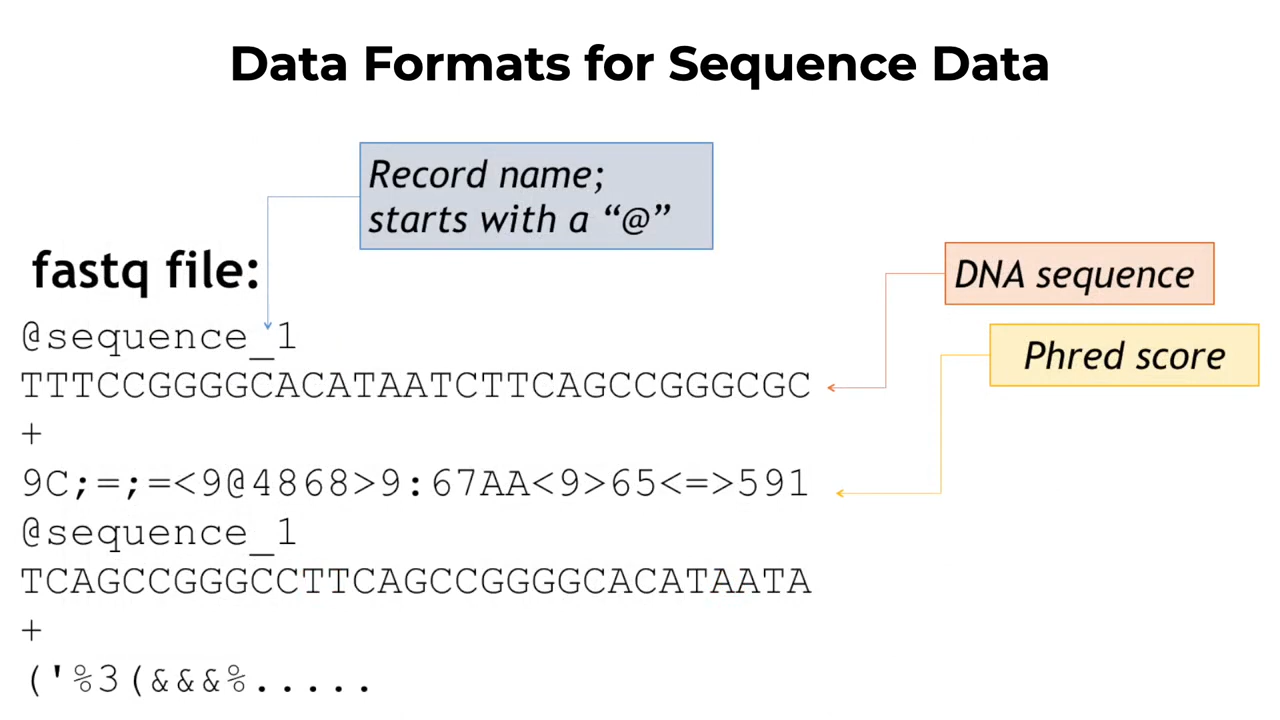 Data Formats for Sequence Data
Record name;
starts with a “@”
fastq file:
DNA sequence
Phred score
@sequence_1
TTTCCGGGGCACATAATCTTCAGCCGGGCGC
+
9C;=;=<9@4868>9:67AA<9>65<=>591
@sequence_1
TCAGCCGGGCCTTCAGCCGGGGCACATAATA
+
('%3(&&&%.....